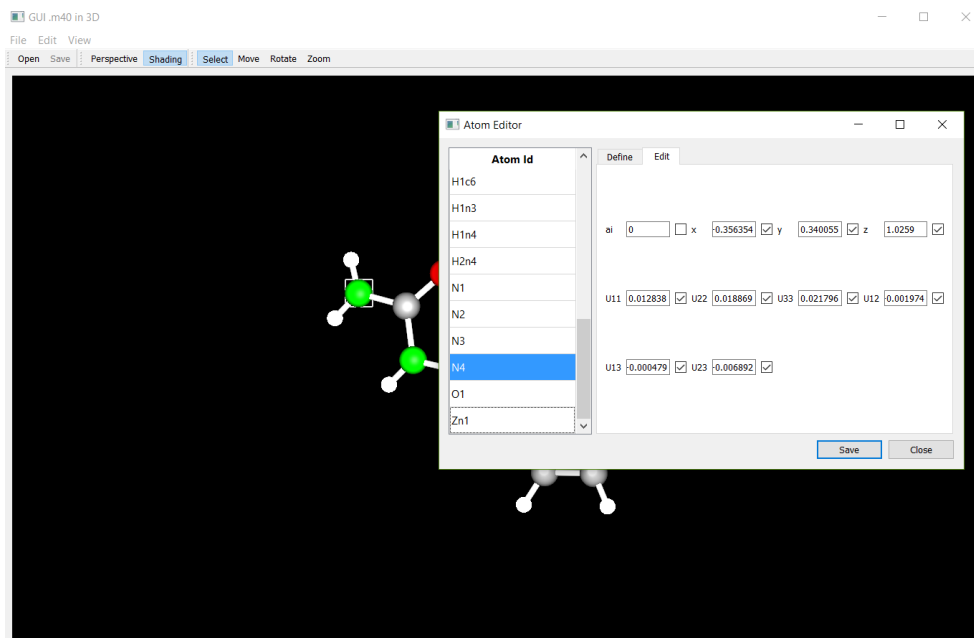 GUI .m40 in 3D
File Edit View
Open Save Perspective Shading Select Move Rotate Zoom
Atom Editor
Atom Id
H1c6
H1n3
H1n4
H2n4
N1
N2
N3
N4
O1
Zn1
Define Edit
ai 0 x -0.356354 y 0.340055 z 1.0259
U11 0.012838 U22 0.018869 U33 0.021796 U12 -0.001974
U13 -0.000479 U23 -0.006892
Save Close